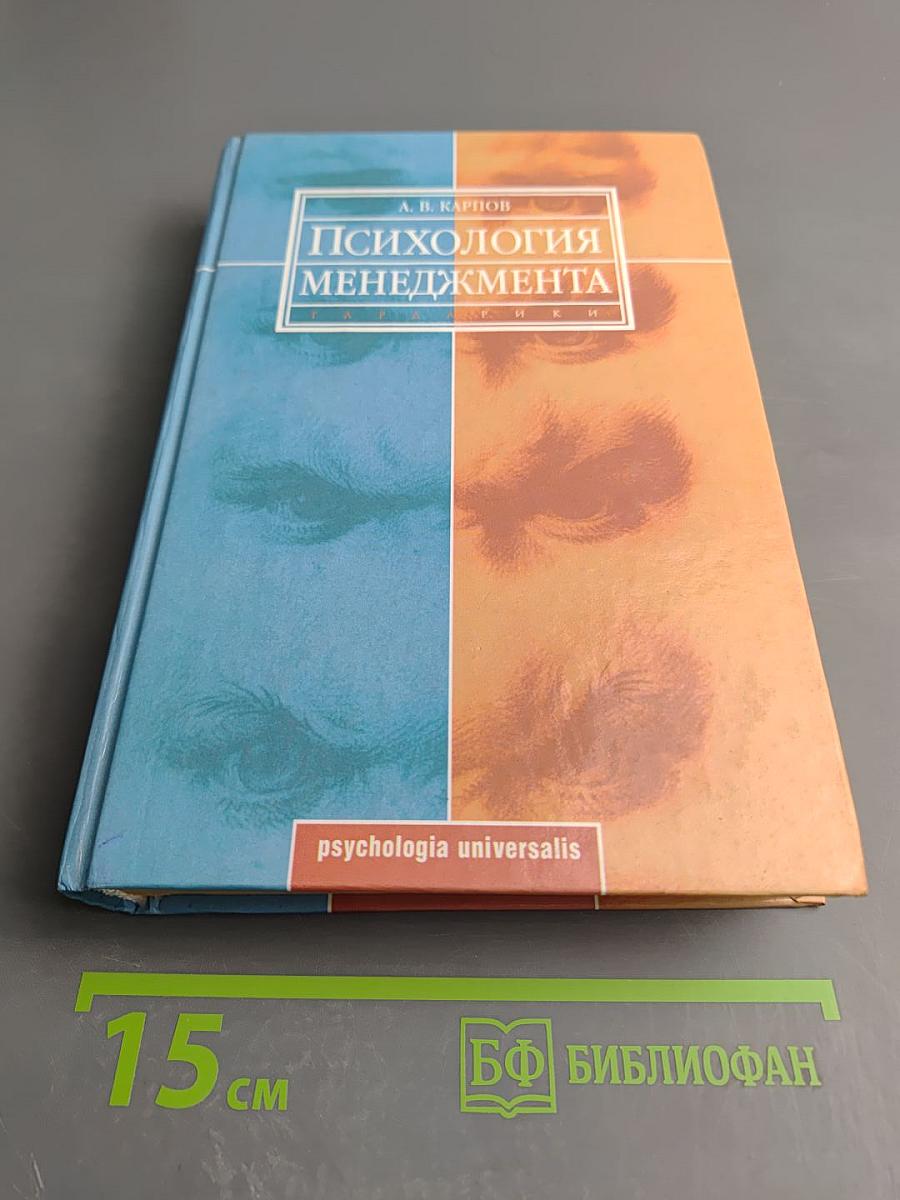 А. В. КАРПОВ
ПСИХОЛОГИЯ
МЕНЕДЖМЕНТА
ГАРДАРИКИ
psychologia universalis
15 см
БФ БИБЛИОФАН